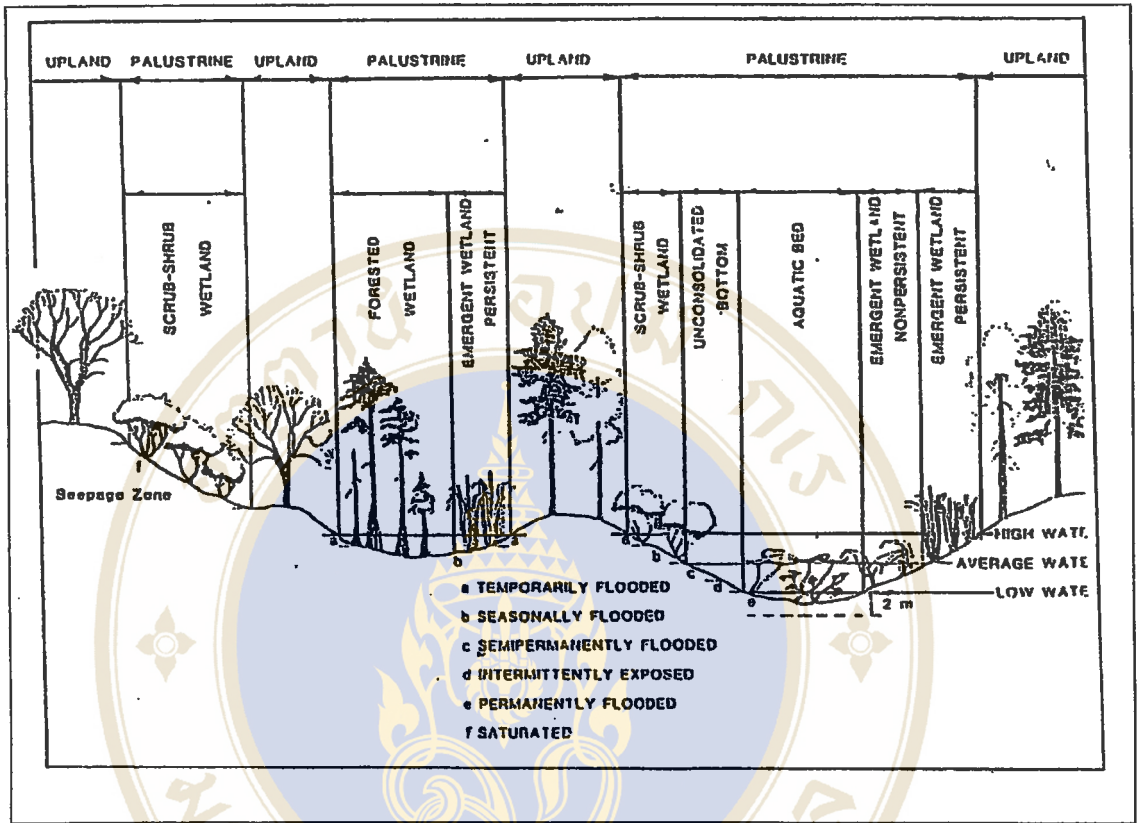 UPLAND PALUSTRINE UPLAND PALUSTRINE UPLAND PALUSTRINE UPLAND
SCRUB-SHRUB
WETLAND
FORESTED
WETLAND
EMERGENT WETLAND
PERSISTENT
SCRUB-SHRUB
WETLAND
UNCONSOLIDATED
BOTTOM
AQUATIC BED
EMERGENT WETLAND
NONPERSISTENT
EMERGENT WETLAND
PERSISTENT
f
Seepage Zone
a
b
a
a
b
c
d
e
HIGH WATE
AVERAGE WATE
LOW WATE
2 m
a TEMPORARILY FLOODED
b SEASONALLY FLOODED
c SEMIPERMANENTLY FLOODED
d INTERMITTENTLY EXPOSED
e PERMANENTLY FLOODED
f SATURATED